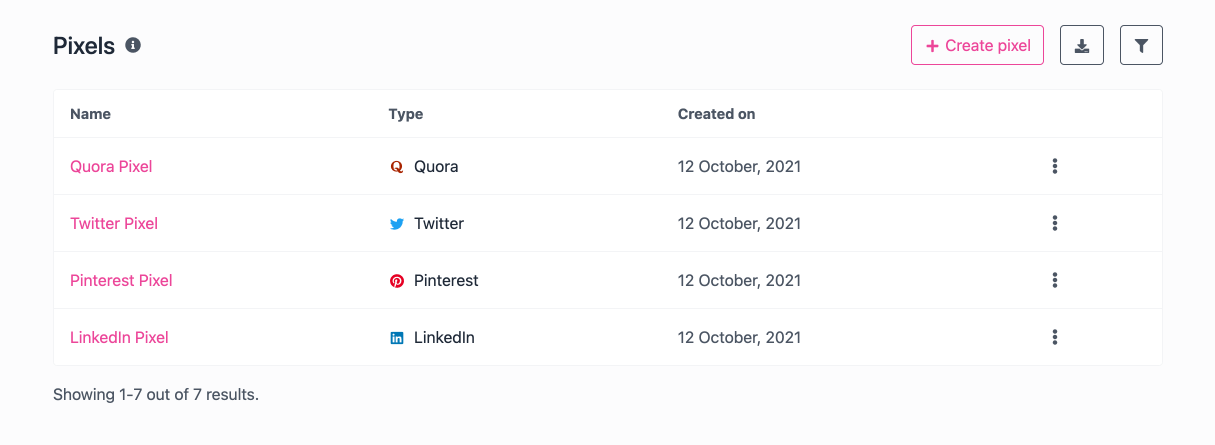 Pixels
Create pixel
Name Type Created on
Quora Pixel Quora 12 October, 2021
Twitter Pixel Twitter 12 October, 2021
Pinterest Pixel Pinterest 12 October, 2021
LinkedIn Pixel LinkedIn 12 October, 2021
Showing 1-7 out of 7 results.